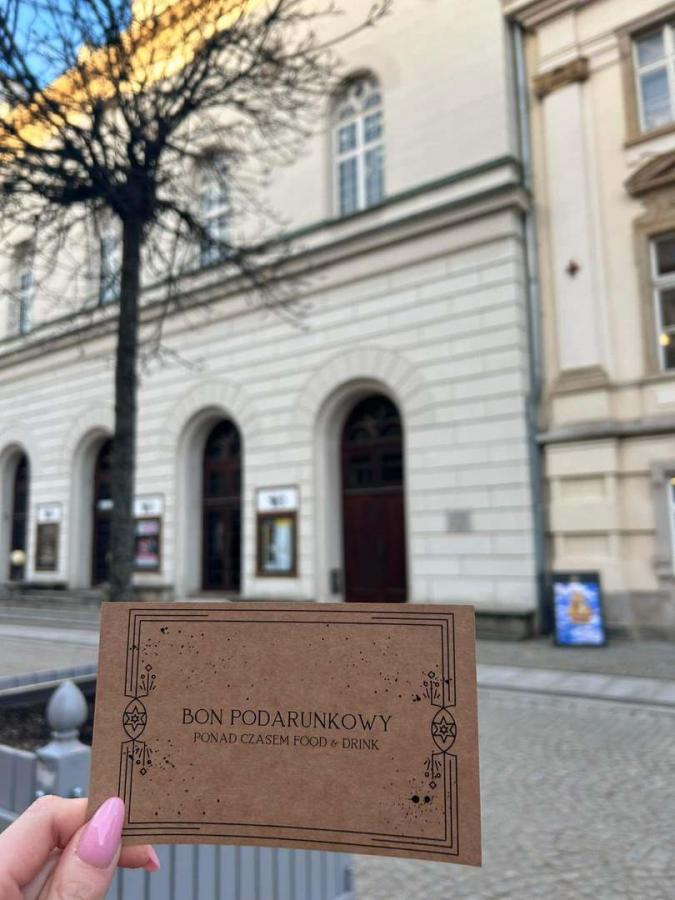 BON PODARUNKOWY
PONAD CZASEM FOOD & DRINK